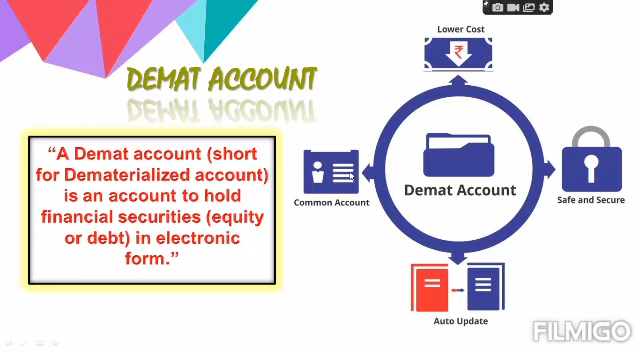 Lower Cost
₹
DEMAT ACCOUNT
“A Demat account (short
for Dematerialized account)
is an account to hold
financial securities (equity
or debt) in electronic
form.”
Demat Account
Common Account
Safe and Secure
Auto Update
FILMIGO